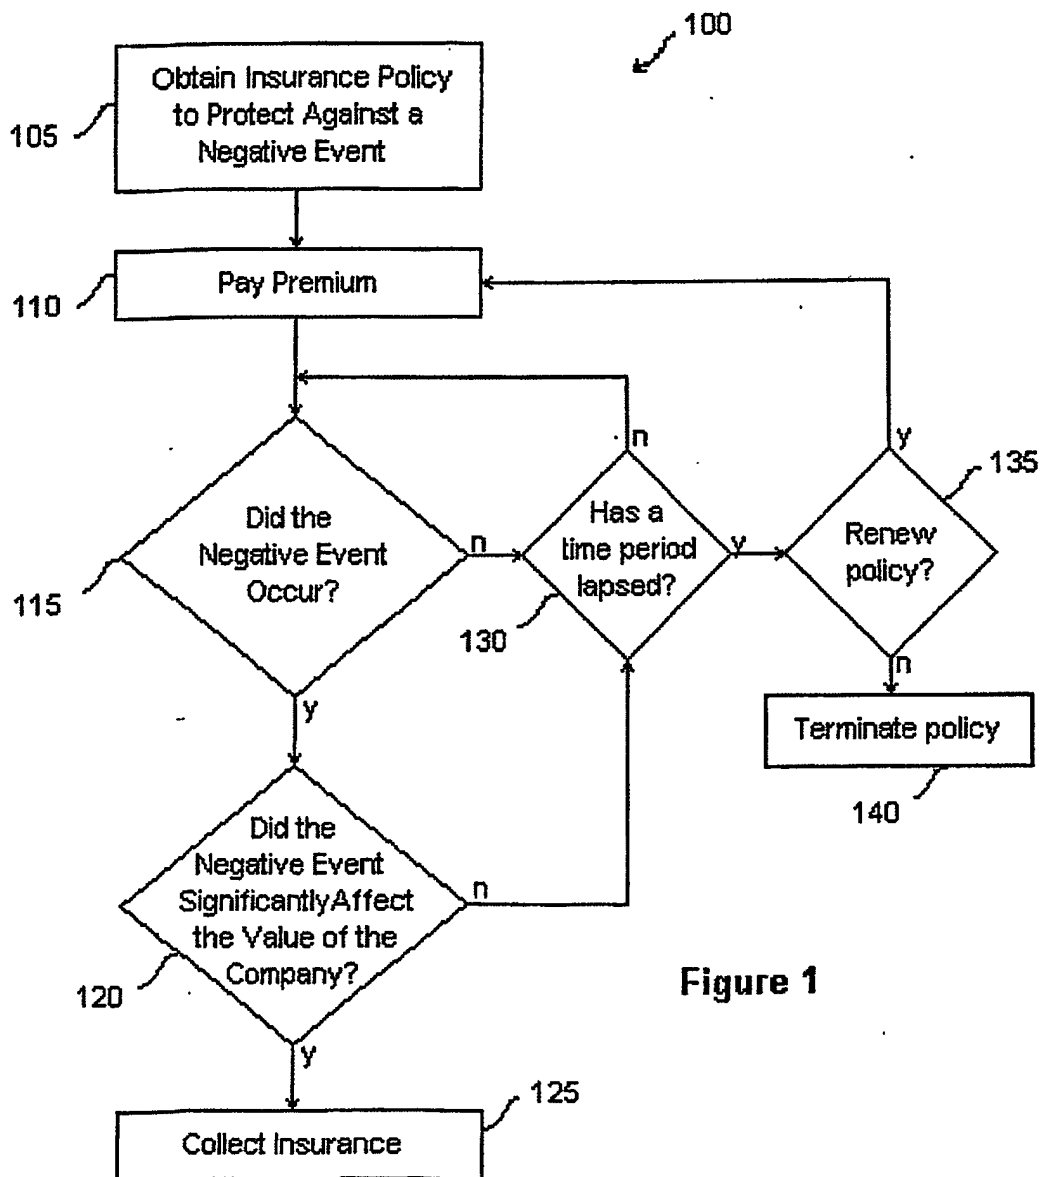 100
Obtain Insurance Policy
to Protect Against a
Negative Event
105
Pay Premium
110
n
y
135
Did the
Negative Event
Occur?
n
115
Has a
time period
lapsed?
y
130
Renew
policy?
n
y
Terminate policy
140
Did the
Negative Event
SignificantlyAffect
the Value of the
Company?
n
120
y
Figure 1
125
Collect Insurance